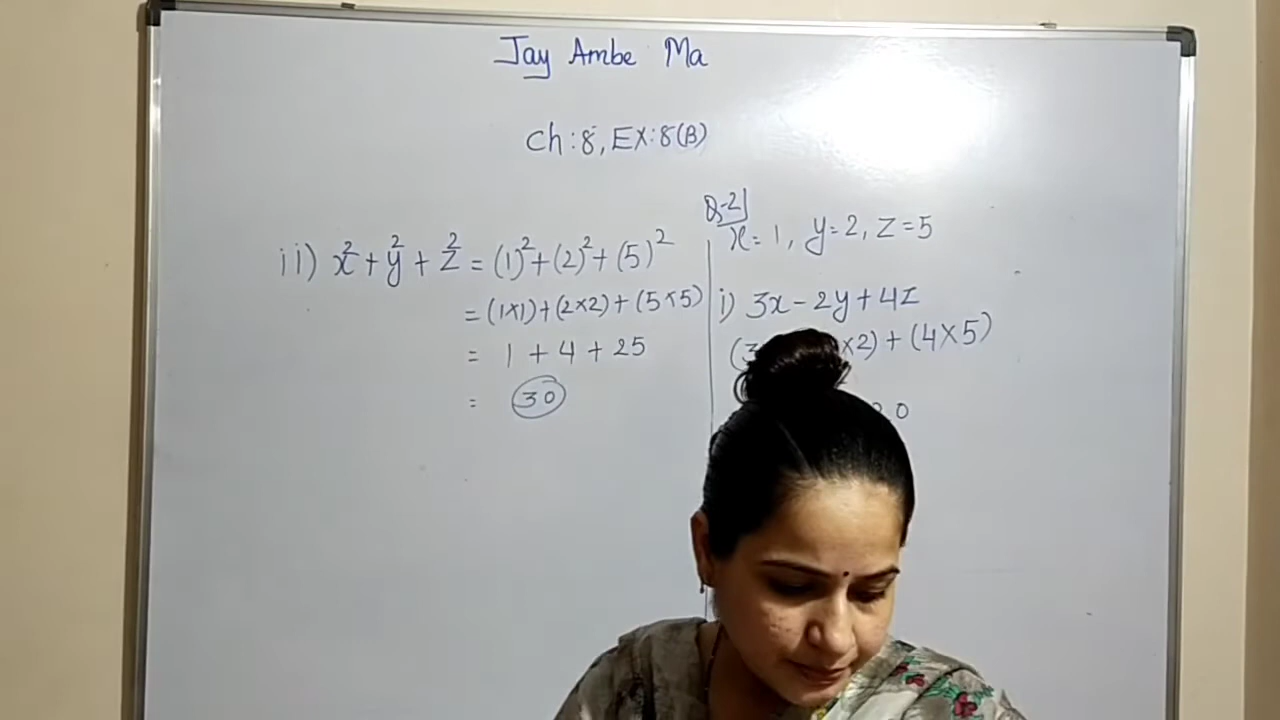 Jay Ambe Ma
Ch:8, EX:8(B)
Q-2]
x=1, y=2, z=5
i) 3x-2y+4z
(3 ×2)+(4×5)
20
ii) x²+y²+z²=(1)²+(2)²+(5)²
=(1×1)+(2×2)+(5×5)
= 1+4+25
= 30